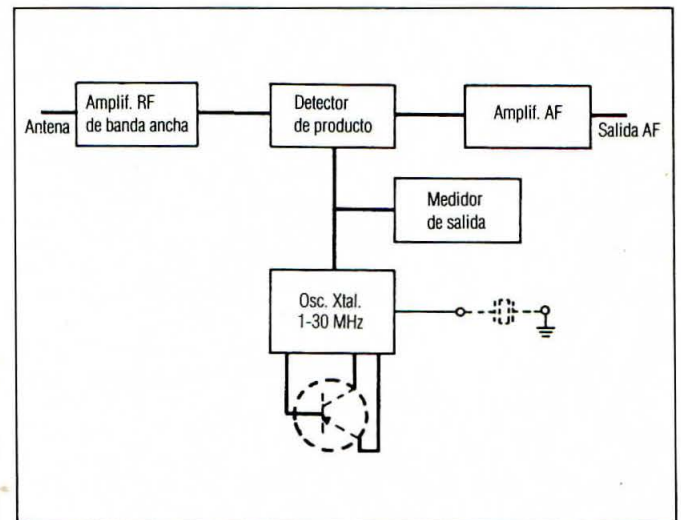 Antena
Amplif. RF
de banda ancha
Detector
de producto
Amplif. AF
Salida AF
Medidor
de salida
Osc. Xtal.
1-30 MHz